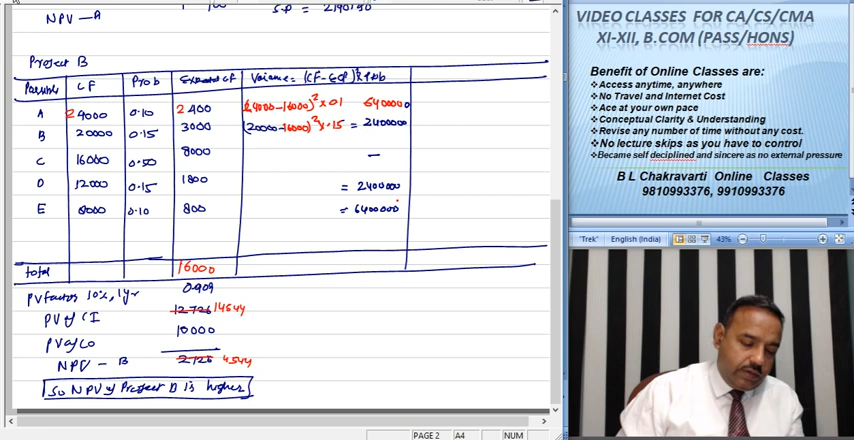 NPV — A
S.D = 2190150
Project B
Possible CF Prob Expected CF Variance = (CF-ECF)² x Prob
A 24000 0.10 2400 (24000-16000)² x 01 6400000
B 20000 0.15 3000 (20000-16000)² x .15 = 2400000
C 16000 0.50 8000 —
D 12000 0.15 1800 = 2400000
E 8000 0.10 800 = 6400000
Total 16000
PV factor 10%, 1yr 0.909
PV of CI 12726 14544
PV of CO 10000
NPV - B 2726 4544
So NPV of Project B is higher
PAGE 2 A4 NUM
VIDEO CLASSES FOR CA/CS/CMA
XI-XII, B.COM (PASS/HONS)
Benefit of Online Classes are:
❖Access anytime, anywhere
❖No Travel and Internet Cost
❖Ace at your own pace
❖Conceptual Clarity & Understanding
❖Revise any number of time without any cost.
❖No lecture skips as you have to control
❖Became self deciplined and sincere as no external pressure
B L Chakravarti Online Classes
9810993376, 9910993376
"Trek" English (India) 43%